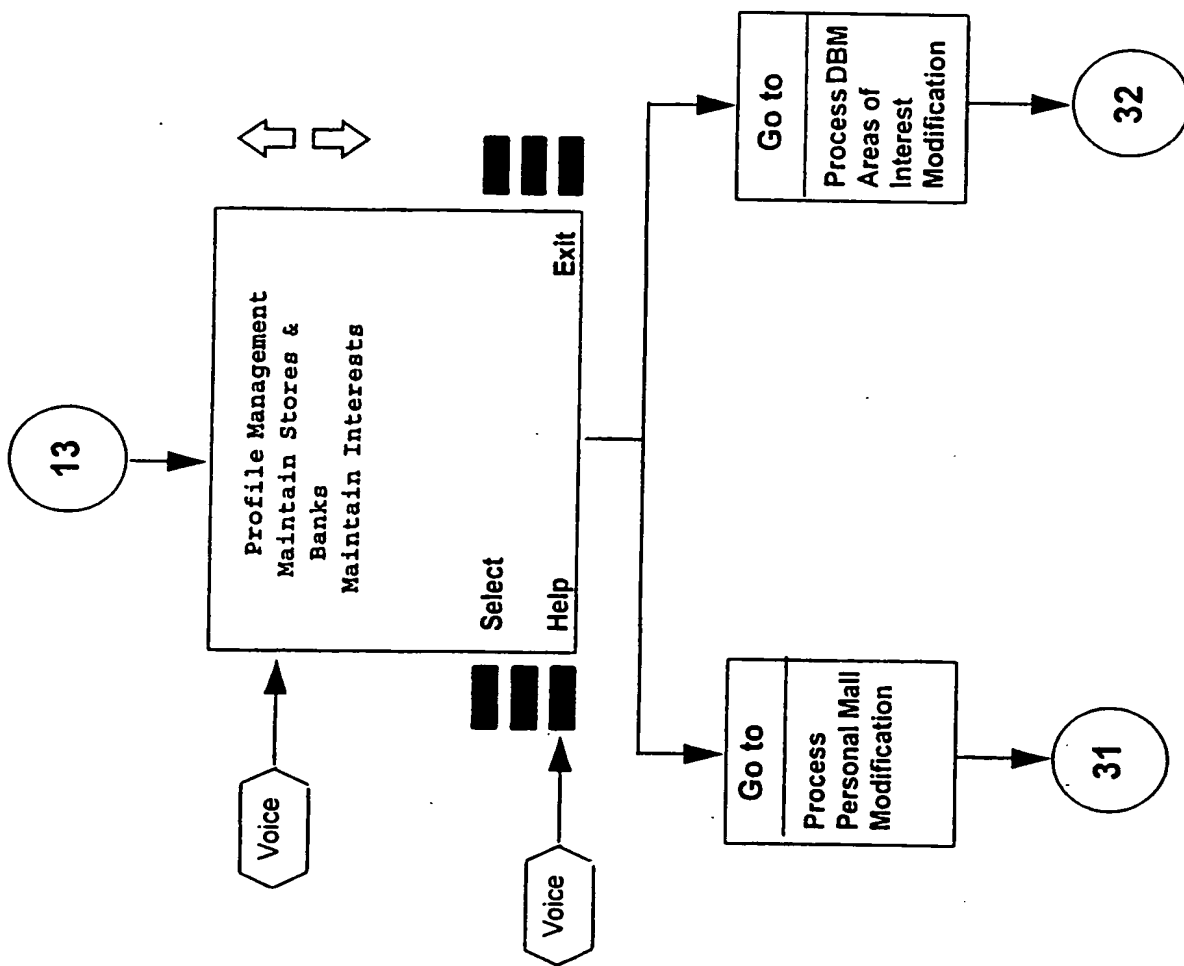 13
Voice
Profile Management
Maintain Stores &
Banks
Maintain Interests
Select
Help
Exit
Voice
Go to
Process
Personal Mall
Modification
31
Go to
Process DBM
Areas of
Interest
Modification
32